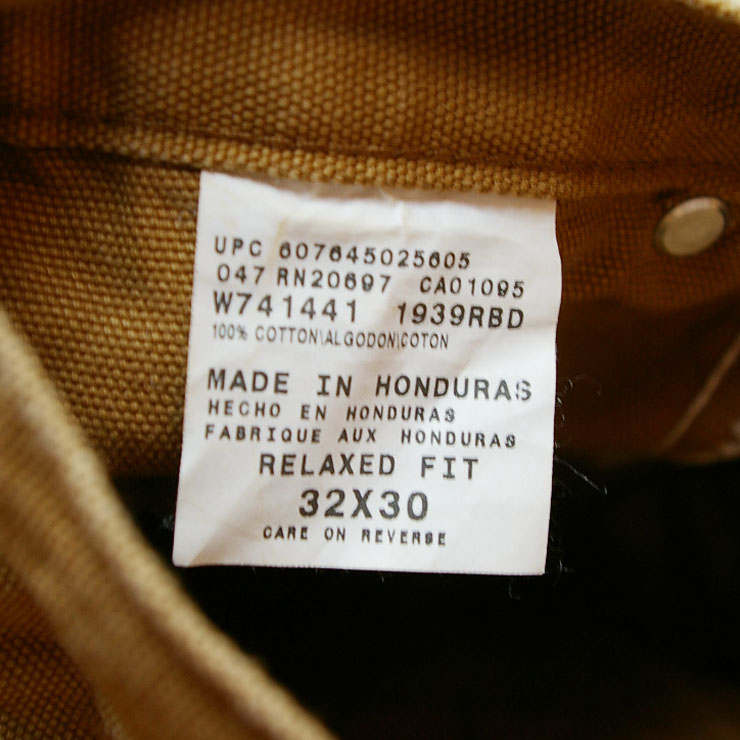 UPC 607645025605
047 RN20697 CA01095
W741441 1939RBD
100% COTTON\ALGODON\COTON
MADE IN HONDURAS
HECHO EN HONDURAS
FABRIQUE AUX HONDURAS
RELAXED FIT
32X30
CARE ON REVERSE